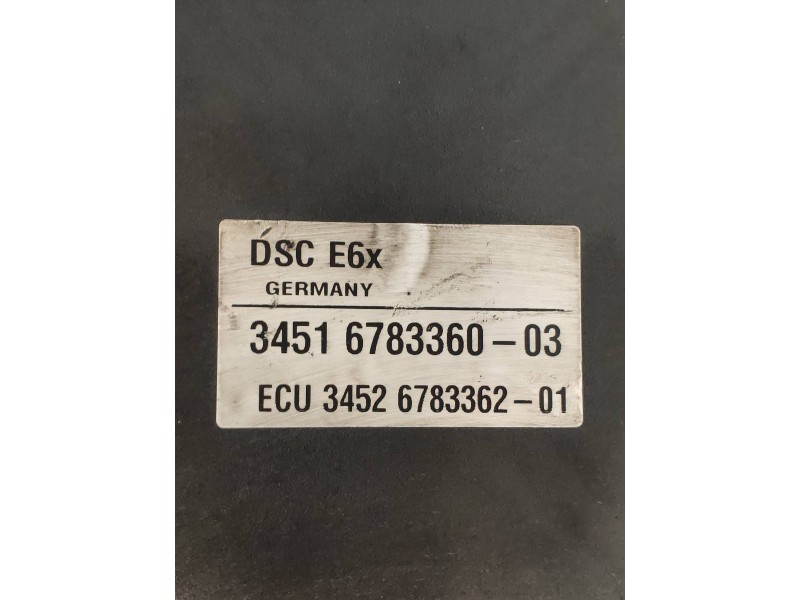 DSC E6x
GERMANY
3451 6783360-03
ECU 3452 6783362-01